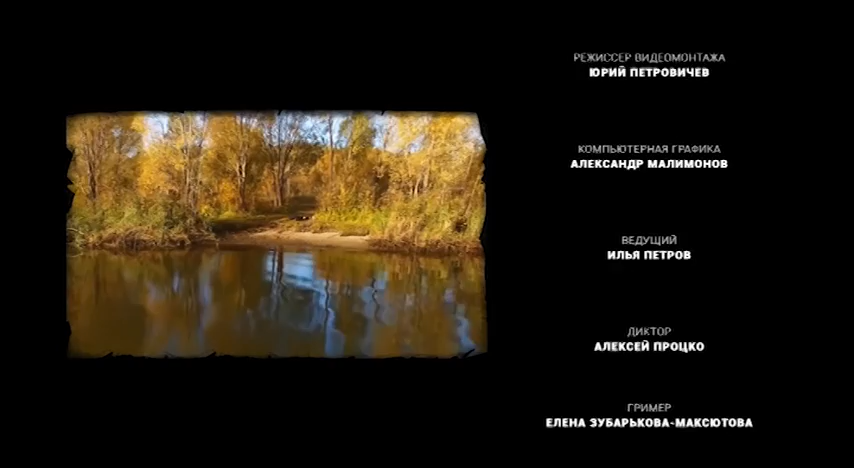 РЕЖИССЕР ВИДЕОМОНТАЖА
ЮРИЙ ПЕТРОВИЧЕВ
КОМПЬЮТЕРНАЯ ГРАФИКА
АЛЕКСАНДР МАЛИМОНОВ
ВЕДУЩИЙ
ИЛЬЯ ПЕТРОВ
ДИКТОР
АЛЕКСЕЙ ПРОЦКО
ГРИМЕР
ЕЛЕНА ЗУБАРЬКОВА-МАКСЮТОВА